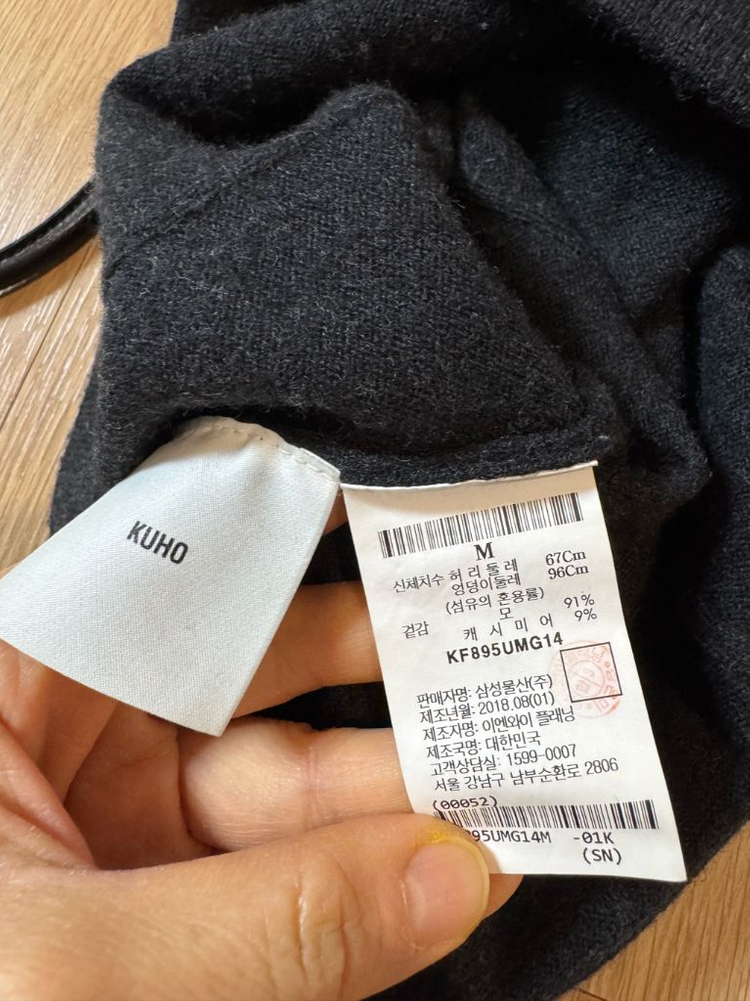 KUHO
M
신체치수 허 리 둘 레 67Cm
엉덩이둘레 96Cm
(섬유의 혼용률)
겉감 모 91%
캐 시 미 어 9%
KF895UMG14
판매자명: 삼성물산(주)
제조년월: 2018.08(01)
제조자명: 이엔와이 플래닝
제조국명: 대한민국
고객상담실: 1599-0007
서울 강남구 남부순환로 2806
(00052)
95UMG14M -01K
(SN)